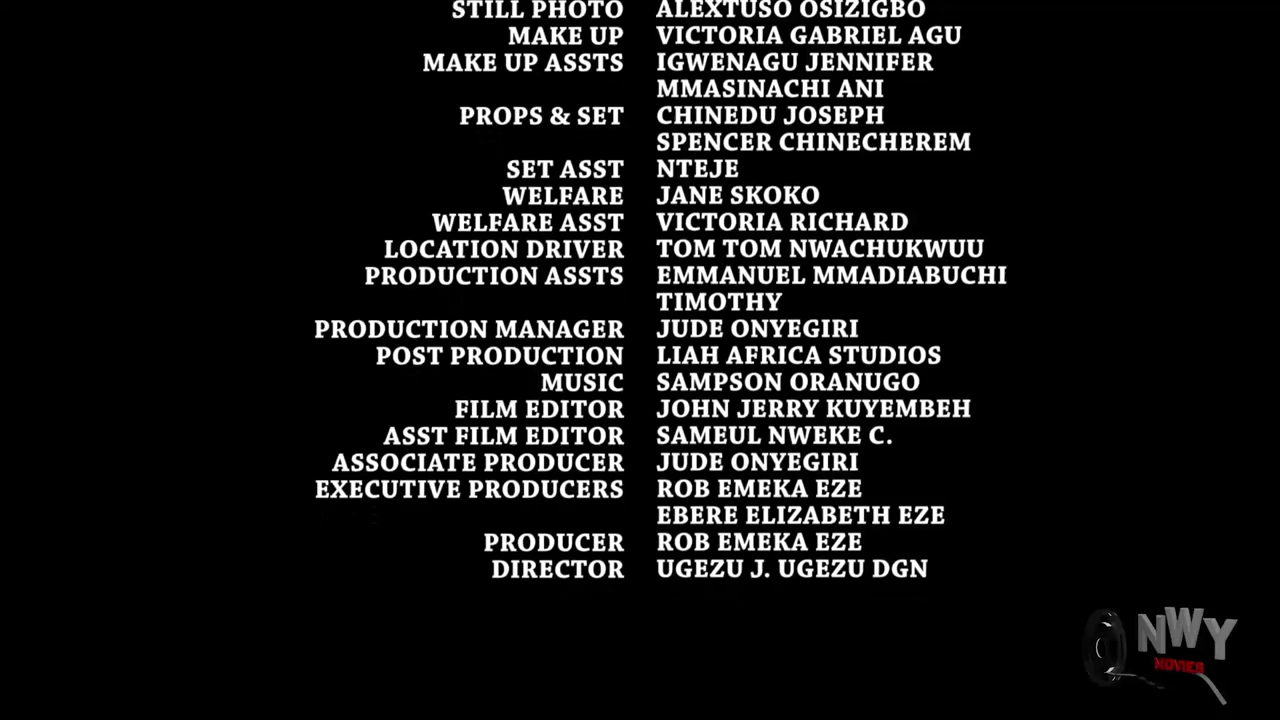 STILL PHOTO ALEXTUSO OSIZIGBO
MAKE UP VICTORIA GABRIEL AGU
MAKE UP ASSTS IGWENAGU JENNIFER
MMASINACHI ANI
PROPS & SET CHINEDU JOSEPH
SPENCER CHINECHEREM
SET ASST NTEJE
WELFARE JANE SKOKO
WELFARE ASST VICTORIA RICHARD
LOCATION DRIVER TOM TOM NWACHUKWUU
PRODUCTION ASSTS EMMANUEL MMADIABUCHI
TIMOTHY
PRODUCTION MANAGER JUDE ONYEGIRI
POST PRODUCTION LIAH AFRICA STUDIOS
MUSIC SAMPSON ORANUGO
FILM EDITOR JOHN JERRY KUYEMBEH
ASST FILM EDITOR SAMEUL NWEKE C.
ASSOCIATE PRODUCER JUDE ONYEGIRI
EXECUTIVE PRODUCERS ROB EMEKA EZE
EBERE ELIZABETH EZE
PRODUCER ROB EMEKA EZE
DIRECTOR UGEZU J. UGEZU DGN
NWY
MOVIES